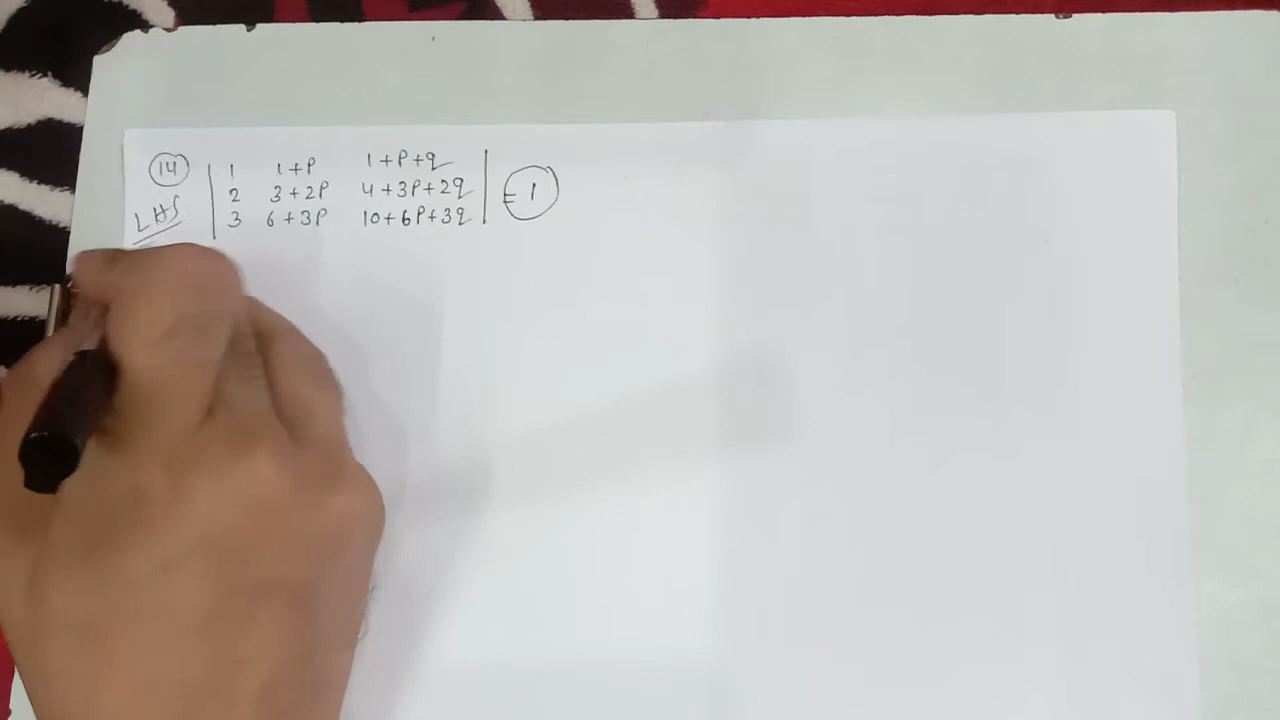 14 | 1 1+P 1+P+q |
LHS | 2 3+2P 4+3P+2q | = 1
| 3 6+3P 10+6P+3q |